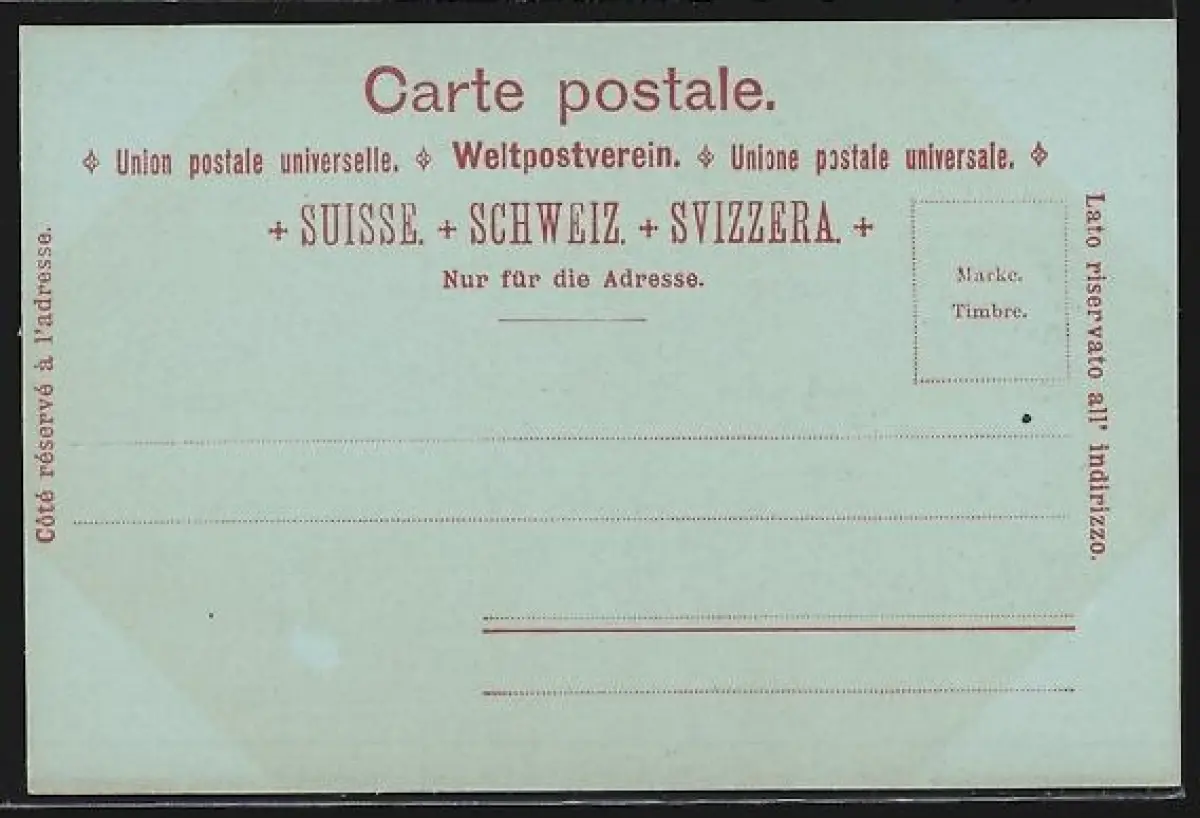 Carte postale.
Union postale universelle. Weltpostverein. Unione postale universale.
+ SUISSE. + SCHWEIZ. + SVIZZERA. +
Nur für die Adresse.
Marke.
Timbre.
Côté réservé à l'adresse.
Lato riservato all' indirizzo.